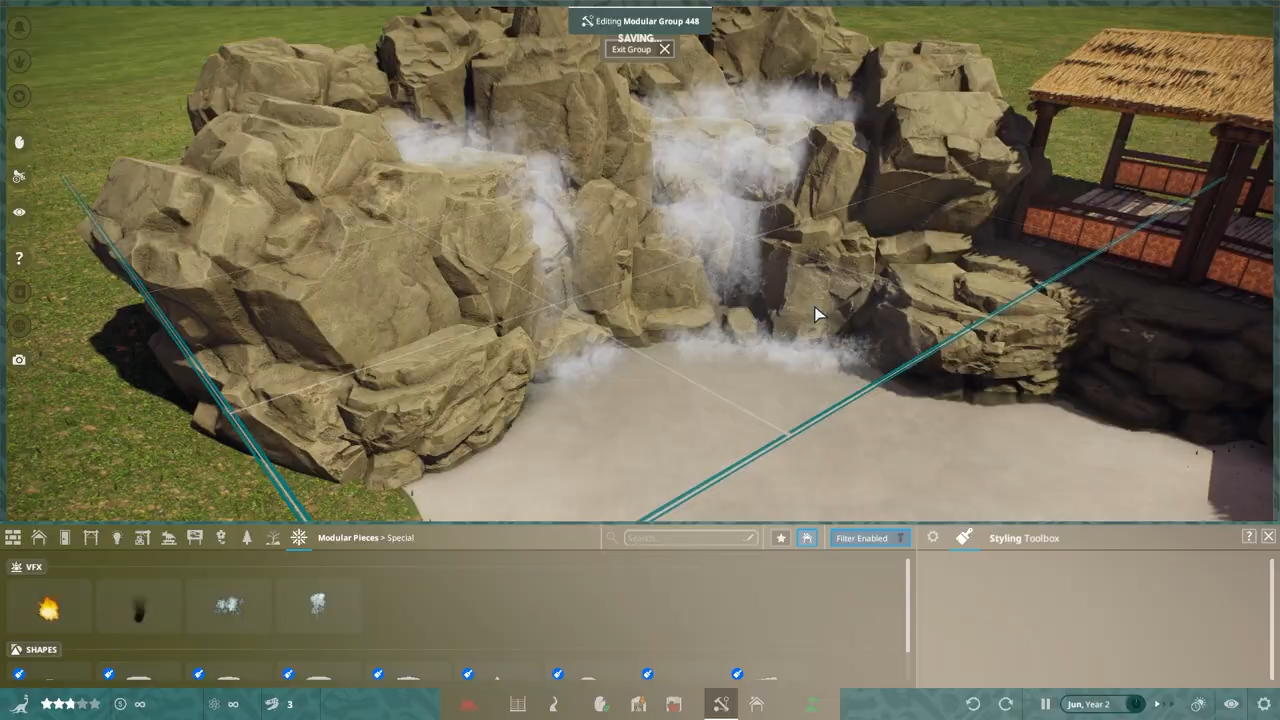 Editing Modular Group 448
SAVING...
Exit Group
?
Modular Pieces > Special
Search...
Filter Enabled
Styling Toolbox
?
VFX
SHAPES
∞
∞
3
Jun, Year 2